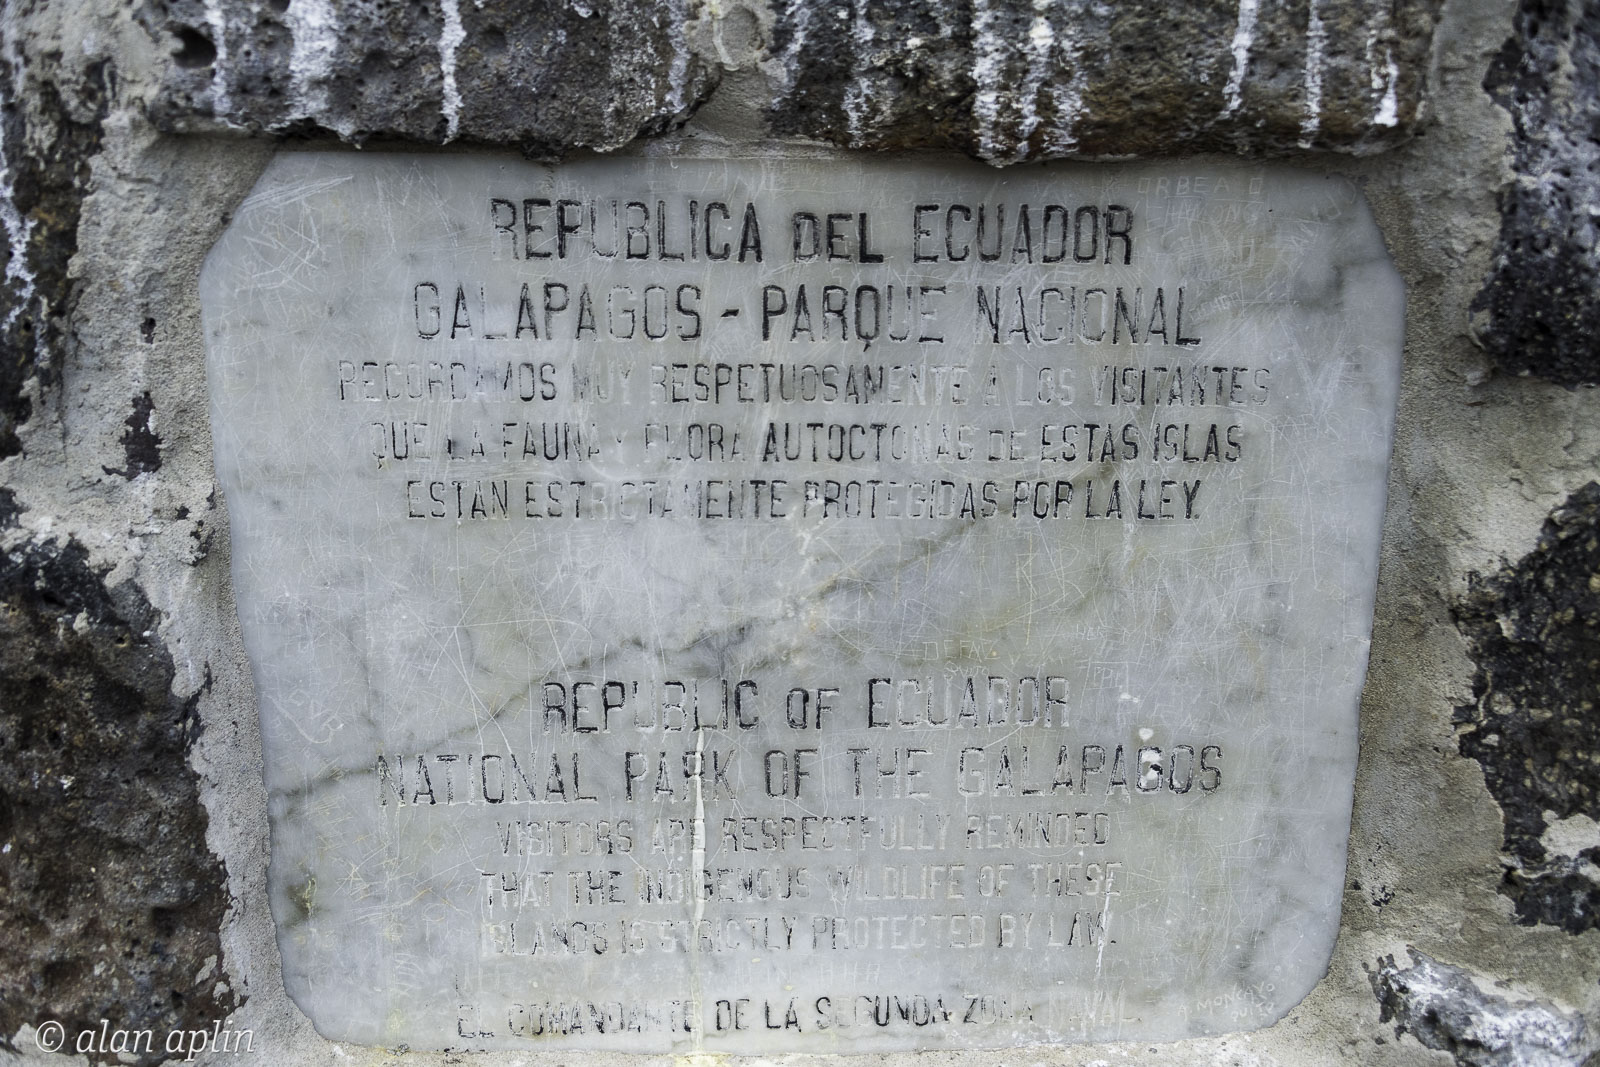 REPUBLICA DEL ECUADOR
GALAPAGOS - PARQUE NACIONAL
RECORDAMOS MUY RESPETUOSAMENTE A LOS VISITANTES
QUE LA FAUNA Y FLORA AUTOCTONAS DE ESTAS ISLAS
ESTAN ESTRICTAMENTE PROTEGIDAS POR LA LEY.
REPUBLIC OF ECUADOR
NATIONAL PARK OF THE GALAPAGOS
VISITORS ARE RESPECTFULLY REMINDED
THAT THE INDIGENOUS WILDLIFE OF THESE
ISLANDS IS STRICTLY PROTECTED BY LAW.
EL COMANDANTE DE LA SEGUNDA ZONA NAVAL
© alan aplin